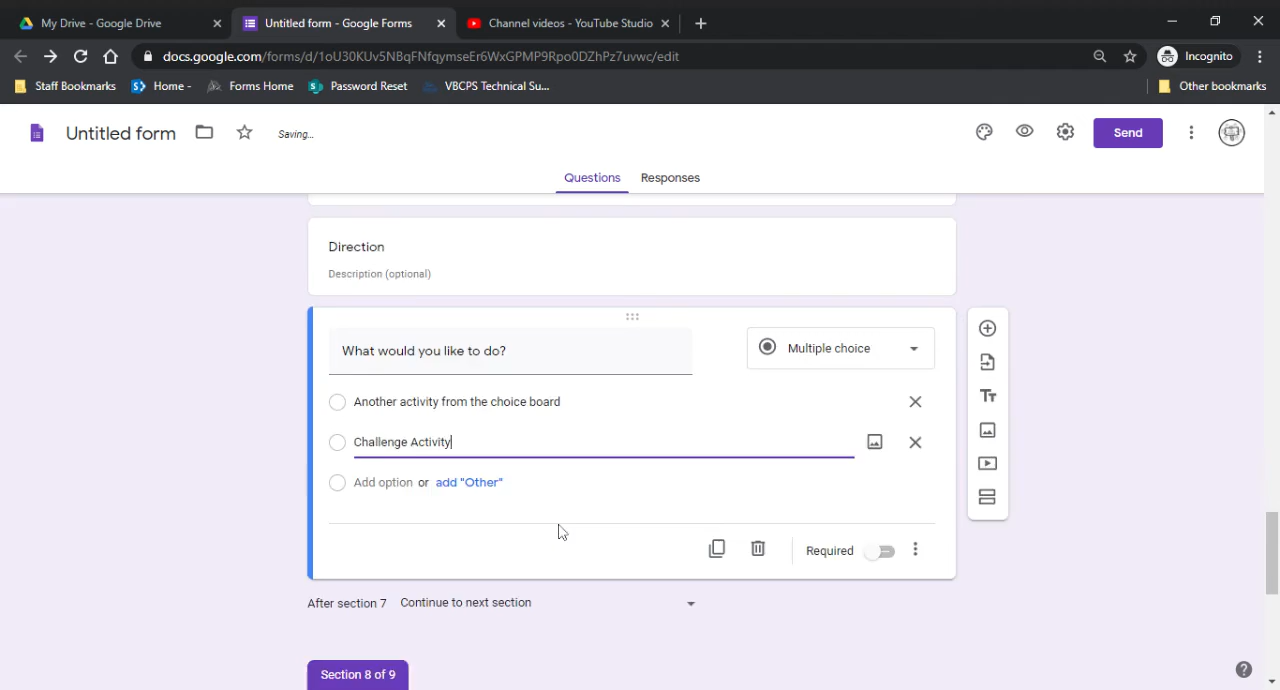 My Drive - Google Drive
Untitled form - Google Forms
Channel videos - YouTube Studio
docs.google.com/forms/d/1oU30KUv5NBqFNfqymseEr6WxGPMP9Rpo0DZhPz7uvwc/edit
Incognito
Staff Bookmarks
Home -
Forms Home
Password Reset
VBCPS Technical Su...
Other bookmarks
Untitled form
Saving...
Send
Questions
Responses
Direction
Description (optional)
What would you like to do?
Multiple choice
Another activity from the choice board
Challenge Activity
Add option or add "Other"
Required
After section 7 Continue to next section
Section 8 of 9